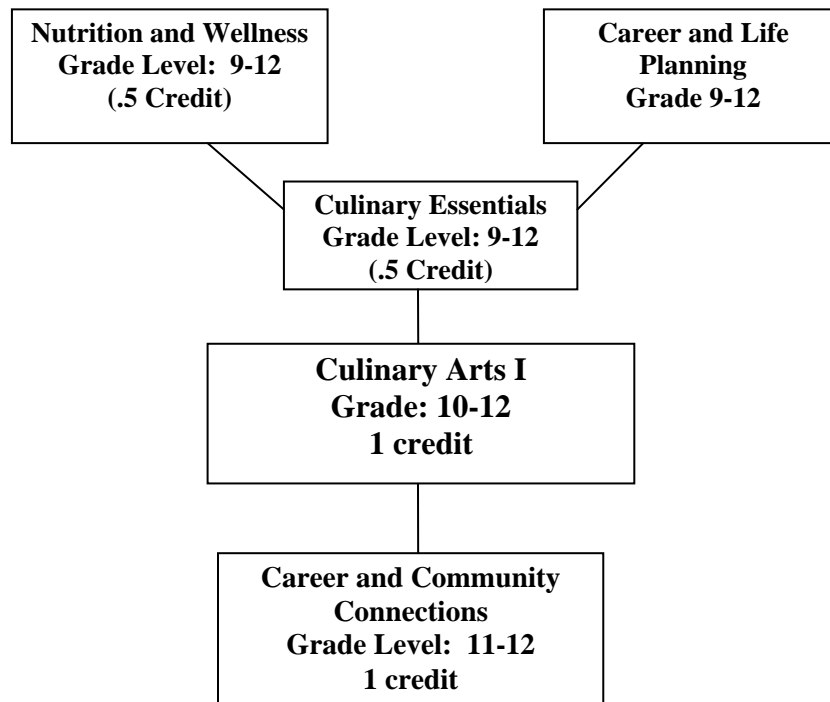 Nutrition and Wellness
Grade Level:  9-12
(.5 Credit)
Career and Life
Planning
Grade 9-12
Culinary Essentials
Grade Level: 9-12
(.5 Credit)
Culinary Arts I
Grade: 10-12
1 credit
Career and Community
Connections
Grade Level:  11-12
1 credit